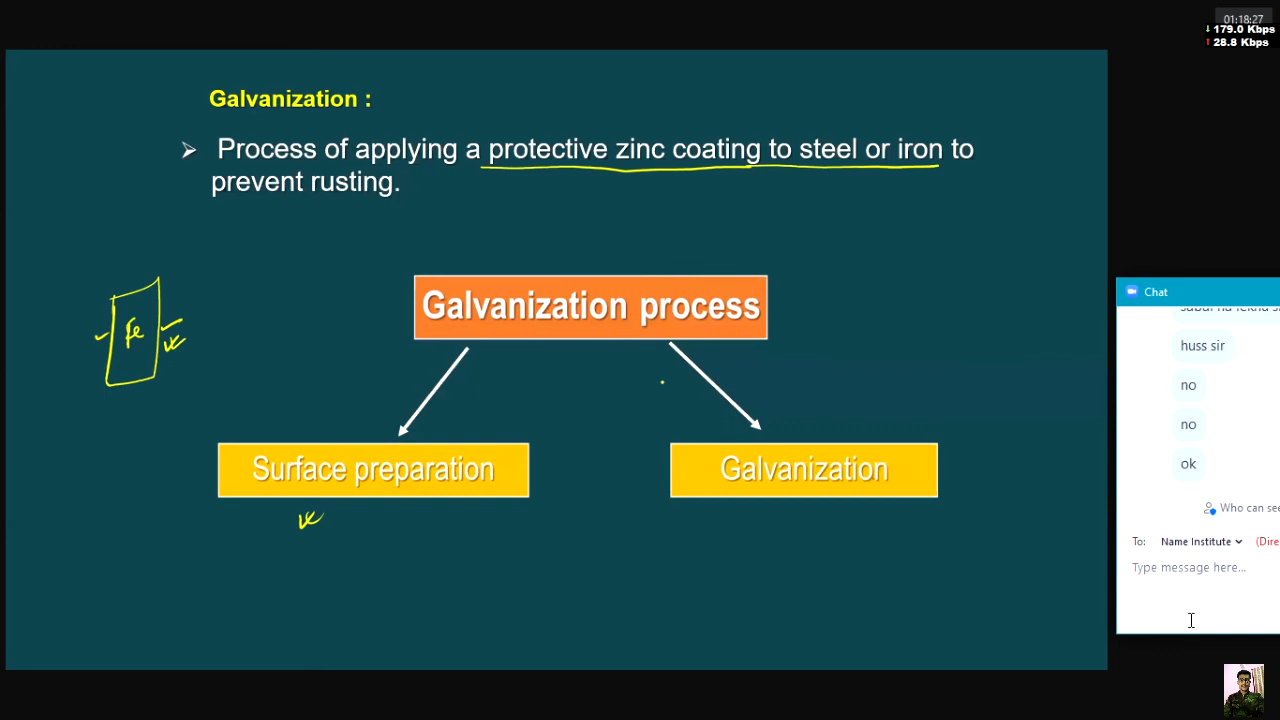 01:18:27
↓ 179.0 Kbps
↑ 28.8 Kbps
Galvanization :
➢ Process of applying a protective zinc coating to steel or iron to
prevent rusting.
Fe
Galvanization process
Surface preparation
Galvanization
Chat
huss sir
no
no
ok
Who can see
To: Name Institute (Dire
Type message here...